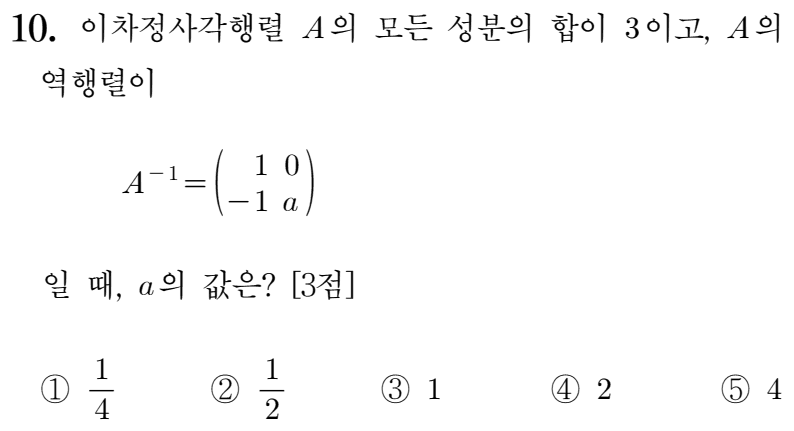 10. 이차정사각행렬 A의 모든 성분의 합이 3이고, A의
역행렬이
A⁻¹=( 1 0
-1 a )
일 때, a의 값은? [3점]
① 1/4 ② 1/2 ③ 1 ④ 2 ⑤ 4